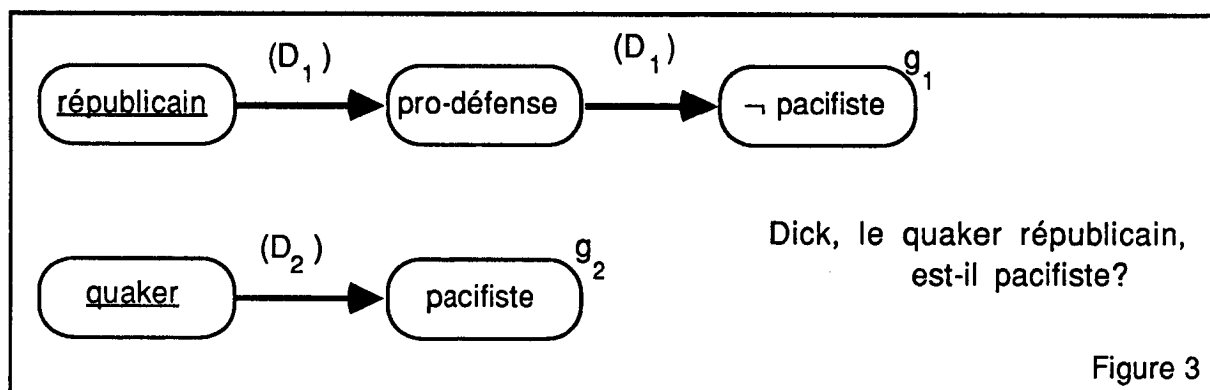 (D1) (D1)
républicain pro-défense ¬ pacifiste g1
(D2)
quaker pacifiste g2
Dick, le quaker républicain,
est-il pacifiste?
Figure 3